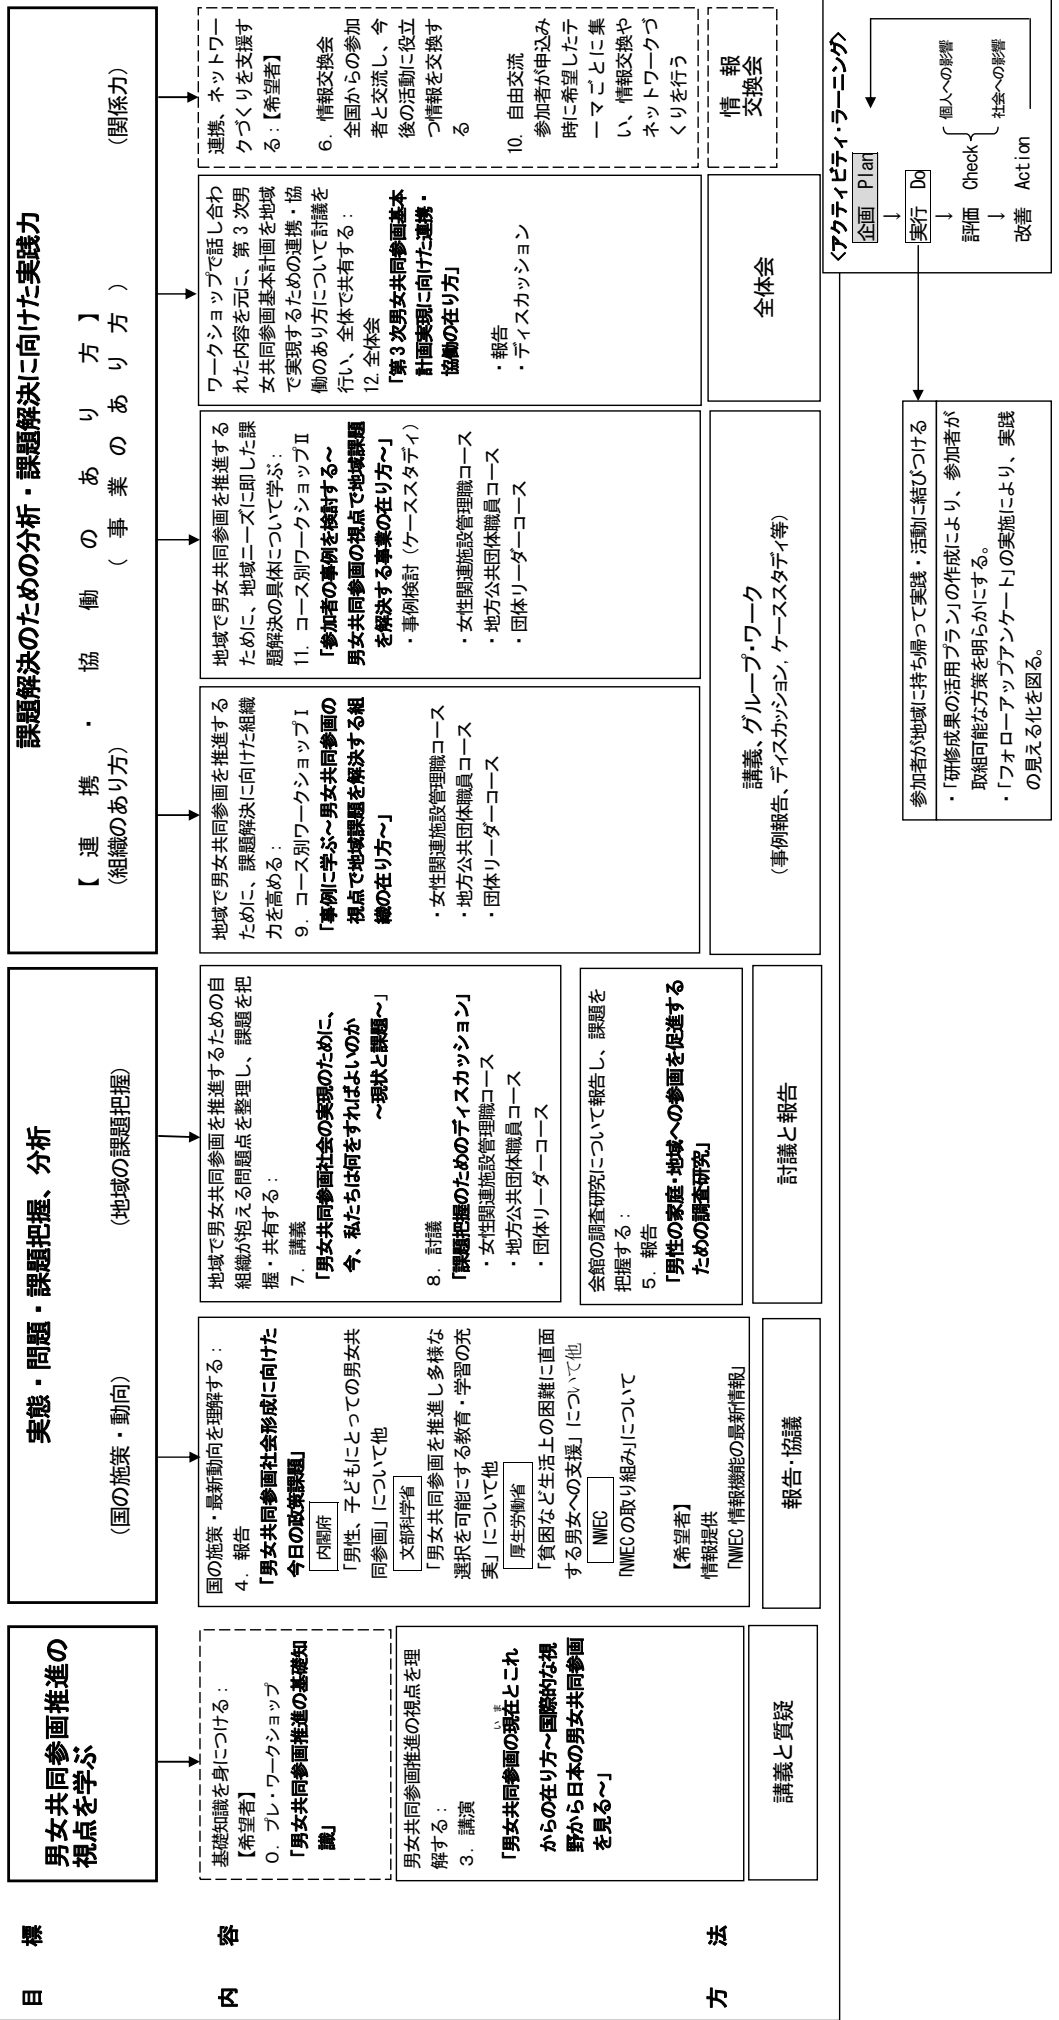 目　標
男女共同参画推進の
視点を学ぶ
実態・問題・課題把握、分析
(国の施策・動向)
(地域の課題把握)
課題解決のための分析・課題解決に向けた実践力
【連携・協働のあり方】
(組織のあり方)
(事業のあり方)
(関係力)
内　容
基礎知識を身につける：
【希望者】
０．プレ・ワークショップ
「男女共同参画推進の基礎知
識」
男女共同参画推進の視点を理
解する：
３．講演
「男女共同参画の現在とこれ
いま
からの在り方～国際的な視
野から日本の男女共同参画
を見る～」
国の施策・最新動向を理解する：
４．報告
「男女共同参画社会形成に向けた
今日の政策課題」
内閣府
「男性、子どもにとっての男女共
同参画」について他
文部科学省
「男女共同参画を推進し多様な
選択を可能にする教育・学習の充
実」について他
厚生労働省
「貧困など生活上の困難に直面
する男女への支援」について他
NWEC
「NWECの取り組み」について
【希望者】
情報提供
「NWEC情報機能の最新情報」
地域で男女共同参画を推進するための自
組織が抱える問題点を整理し、課題を把
握・共有する：
７．講義
「男女共同参画社会の実現のために、
今、私たちは何をすればよいのか
～現状と課題～」
８．討議
「課題把握のためのディスカッション」
・女性関連施設管理職コース
・地方公共団体職員コース
・団体リーダーコース
会館の調査研究について報告し、課題を
把握する：
５．報告
「男性の家庭・地域への参画を促進する
ための調査研究」
地域で男女共同参画を推進する
ために、課題解決に向けた組織
力を高める：
９．コース別ワークショップⅠ
「事例に学ぶ～男女共同参画の
視点で地域課題を解決する組
織の在り方～」
・女性関連施設管理職コース
・地方公共団体職員コース
・団体リーダーコース
地域で男女共同参画を推進する
ために、地域ニーズに即した課
題解決の具体について学ぶ：
11．コース別ワークショップⅡ
「参加者の事例を検討する～
男女共同参画の視点で地域課題
を解決する事業の在り方～」
・事例検討（ケーススタディ）
・女性関連施設管理職コース
・地方公共団体職員コース
・団体リーダーコース
ワークショップで話し合わ
れた内容を元に、第３次男
女共同参画基本計画を地域
で実現するための連携・協
働のあり方について討議を
行い、全体で共有する：
12.全体会
「第３次男女共同参画基本
計画実現に向けた連携・
協働の在り方」
・報告
・ディスカッション
連携、ネットワー
クづくりを支援す
る：【希望者】
６．情報交換会
全国からの参加
者と交流し、今
後の活動に役立
つ情報を交換す
る
10．自由交流
参加者が申込み
時に希望したテ
ーマごとに集
い、情報交換や
ネットワークづ
くりを行う
方　法
講義と質疑
報告・協議
討議と報告
講義、グループ・ワーク
（事例報告、ディスカッション、ケーススタディ等）
全体会
情　報
交換会
〈アクティビティ・ラーニング〉
企画　Plan
↓
実行　Do
↓
評価　Check
個人への影響
社会への影響
↓
改善　Action
参加者が地域に持ち帰って実践・活動に結びつける
・「研修成果の活用プラン」の作成により、参加者が
取組可能な方策を明らかにする。
・「フォローアップアンケート」の実施により、実践
の見える化を図る。